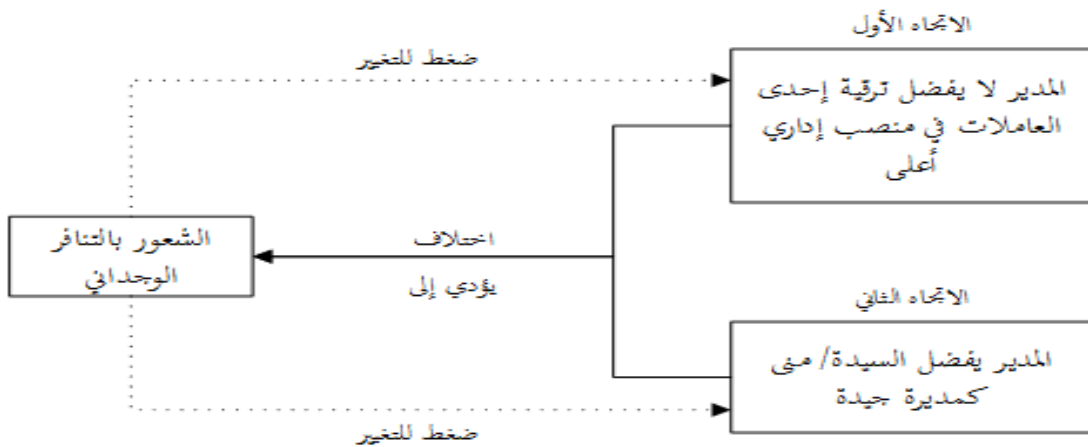 الاتجاه الأول
ضغط للتغير
المدير لا يفضل ترقية إحدى
العاملات في منصب إداري
أعلى
الشعور بالتنافر
الوجداني
اختلاف
يؤدي إلى
الاتجاه الثاني
المدير يفضل السيدة/ منى
كمديرة جيدة
ضغط للتغير